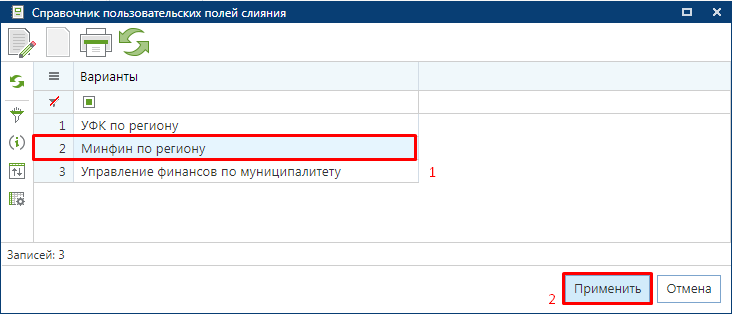 Справочник пользовательских полей слияния
Варианты
1 УФК по региону
2 Минфин по региону
3 Управление финансов по муниципалитету
1
Записей: 3
2 Применить Отмена